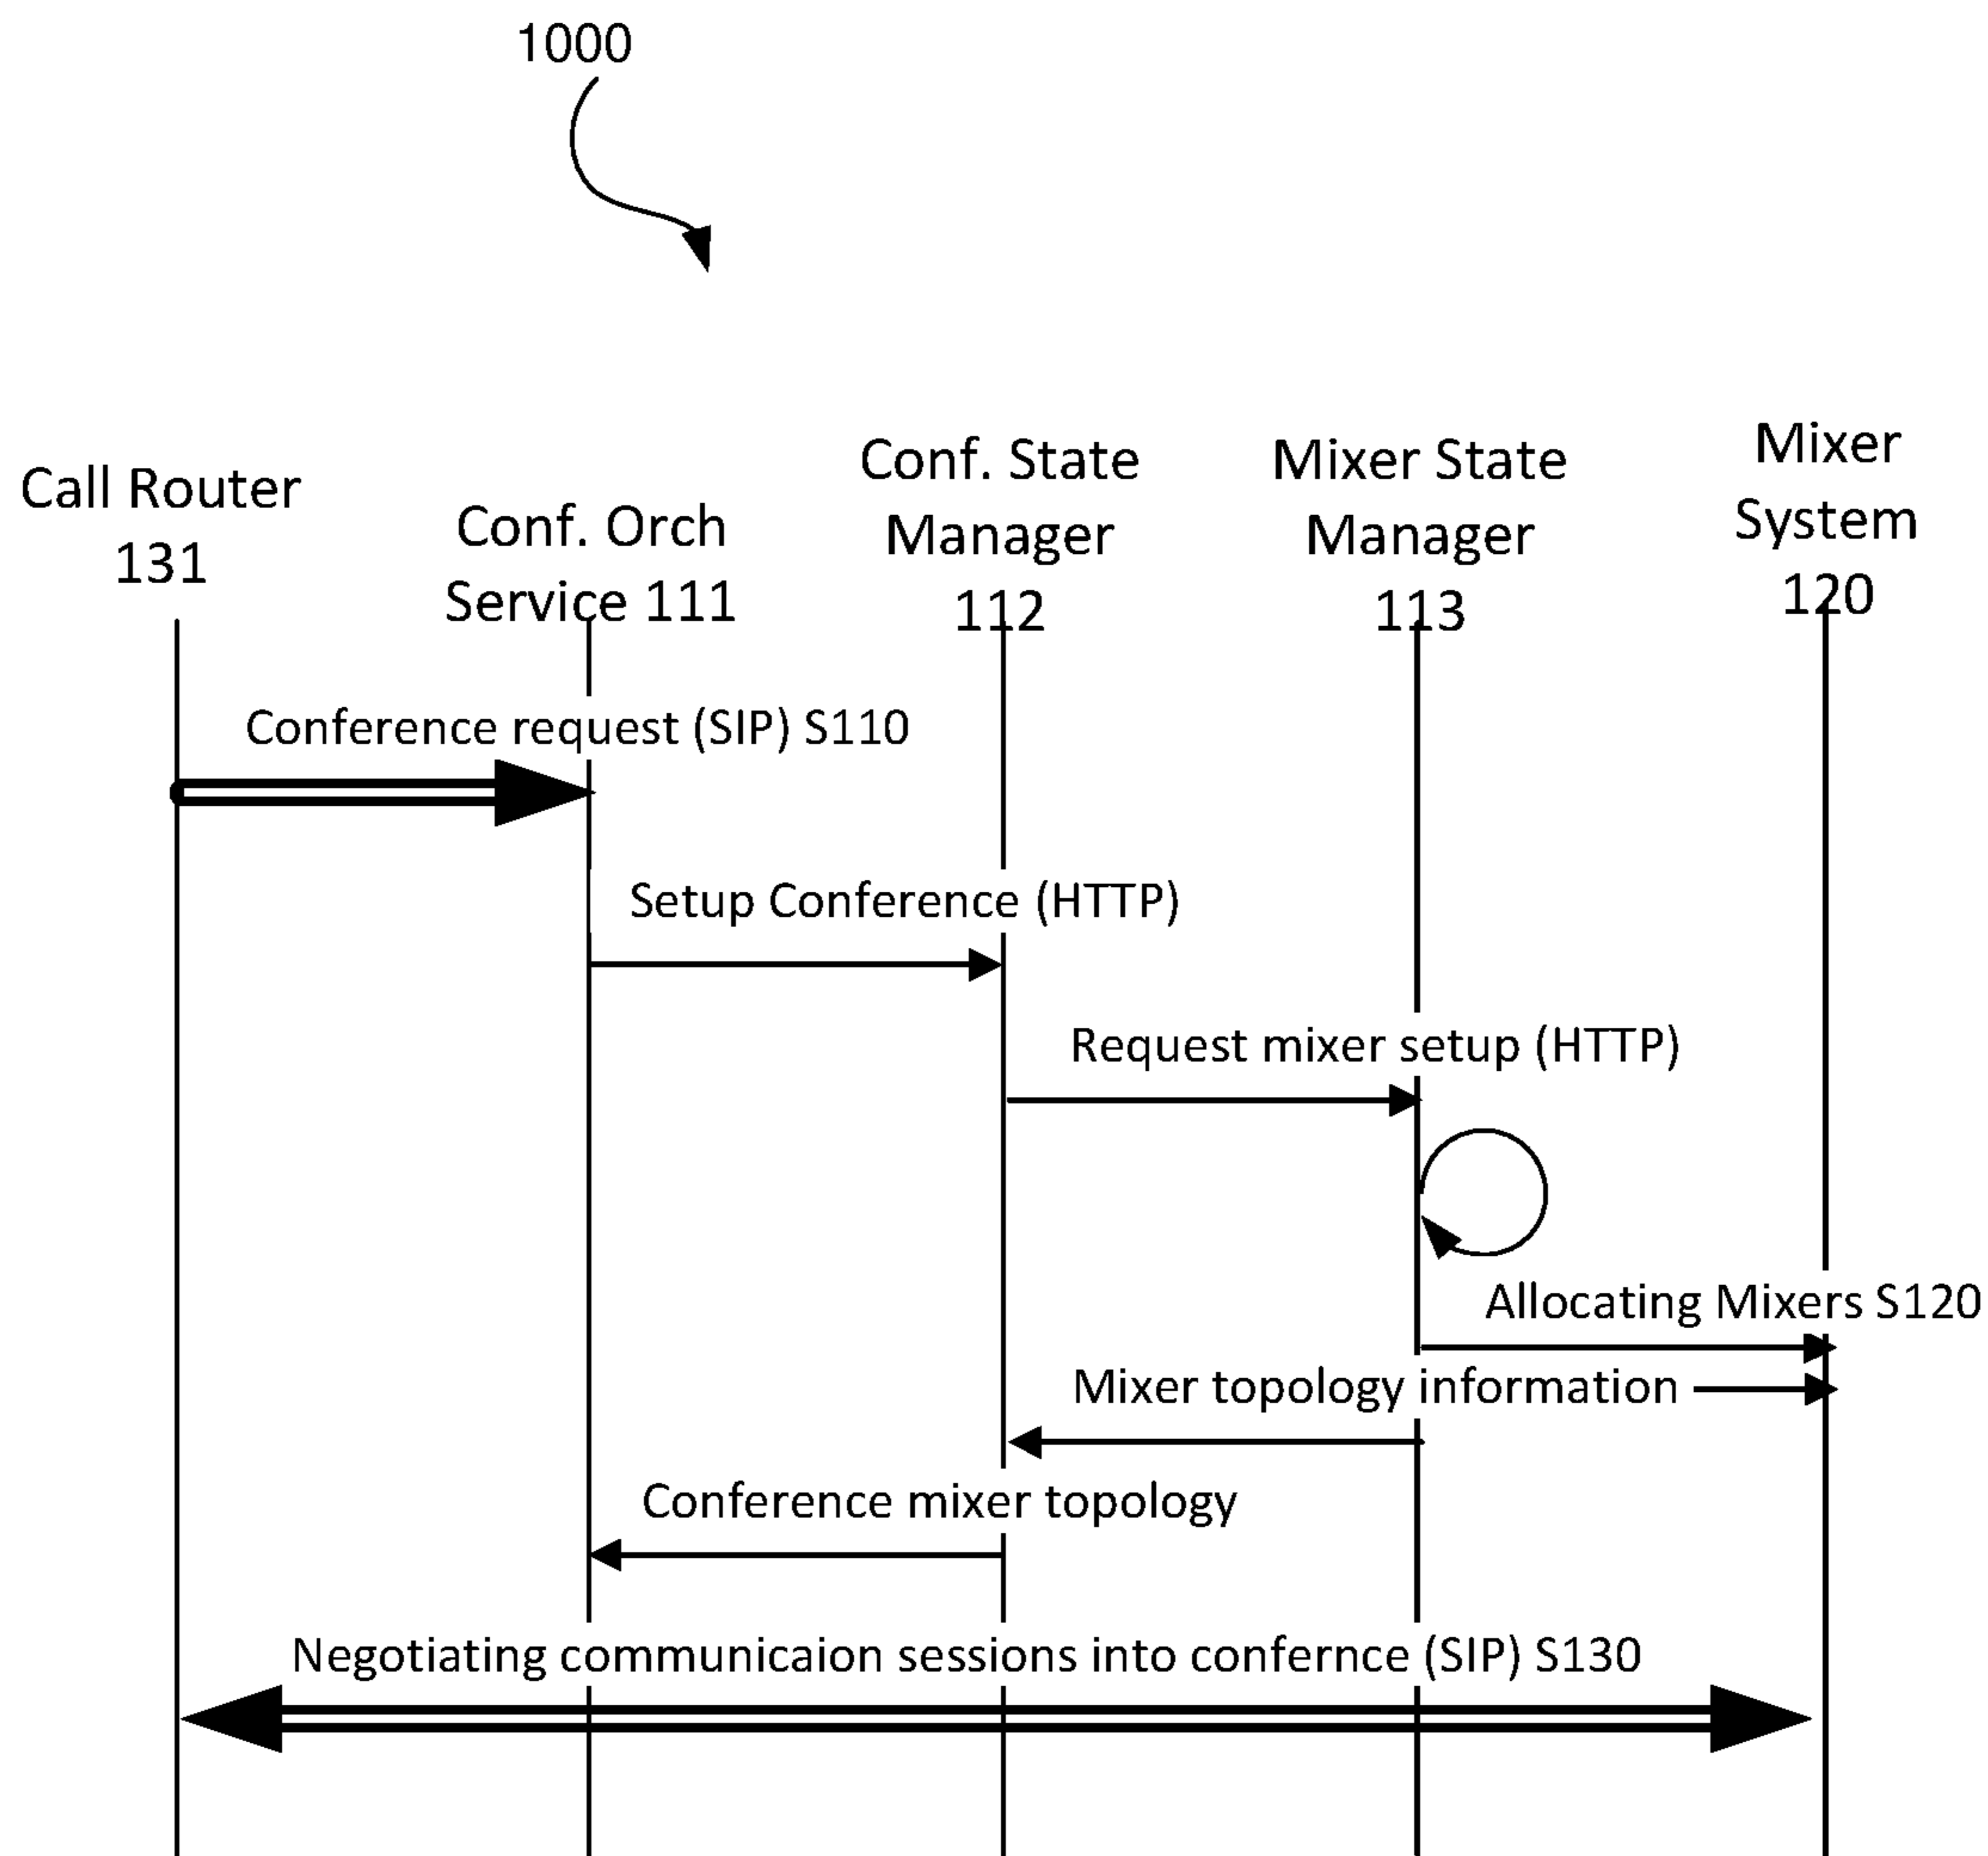 1000
Call Router
131
Conf. Orch
Service 111
Conf. State
Manager
112
Mixer State
Manager
113
Mixer
System
120
Conference request (SIP) S110
Setup Conference (HTTP)
Request mixer setup (HTTP)
Allocating Mixers S120
Mixer topology information
Conference mixer topology
Negotiating communicaion sessions into confernce (SIP) S130